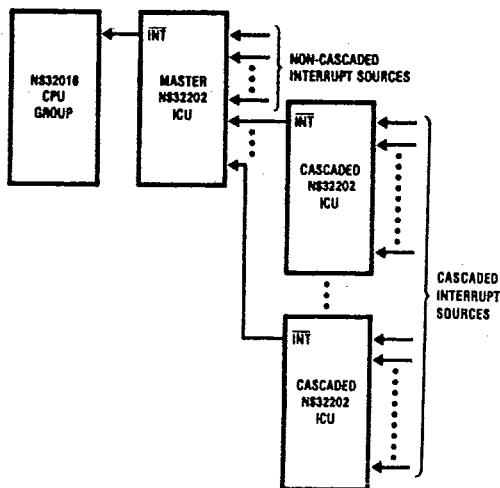 NS32016
CPU
GROUP
INT
MASTER
NS32202
ICU
NON-CASCADED
INTERRUPT SOURCES
INT
CASCADED
NS32202
ICU
CASCADED
INTERRUPT
SOURCES
INT
CASCADED
NS32202
ICU